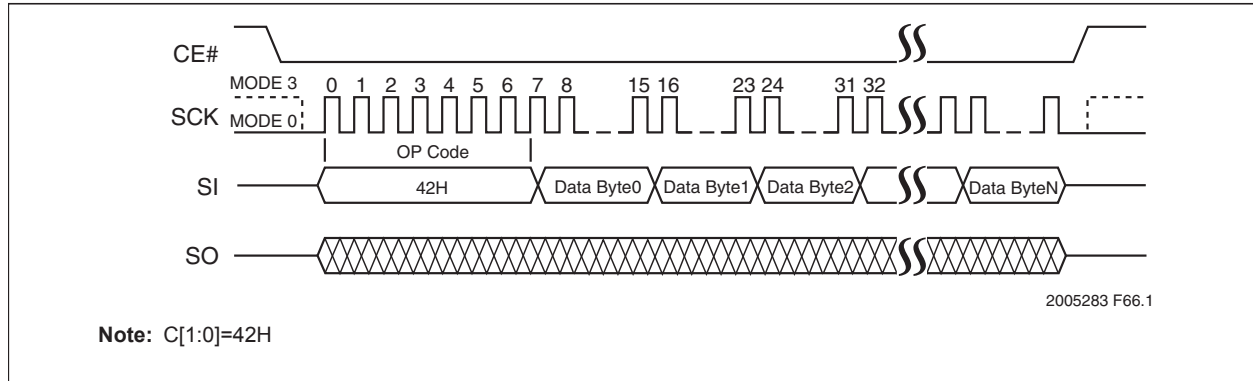 CE#
MODE 3 0 1 2 3 4 5 6 7 8 15 16 23 24 31 32
SCK MODE 0
OP Code
SI 42H Data Byte0 Data Byte1 Data Byte2 Data ByteN
SO
2005283 F66.1
Note: C[1:0]=42H